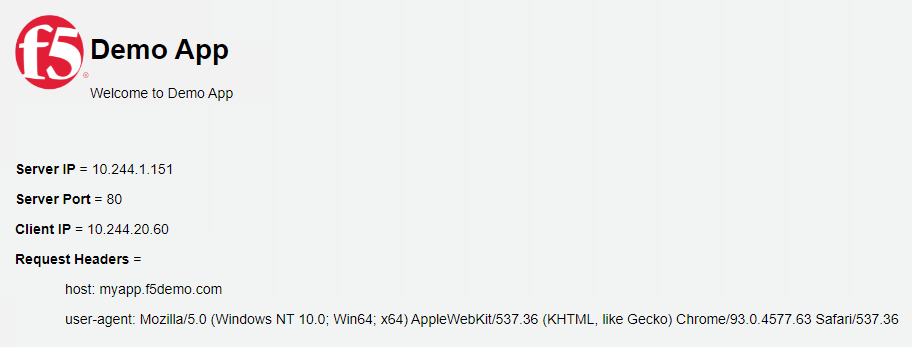 f5®
Demo App
Welcome to Demo App
Server IP = 10.244.1.151
Server Port = 80
Client IP = 10.244.20.60
Request Headers =
host: myapp.f5demo.com
user-agent: Mozilla/5.0 (Windows NT 10.0; Win64; x64) AppleWebKit/537.36 (KHTML, like Gecko) Chrome/93.0.4577.63 Safari/537.36